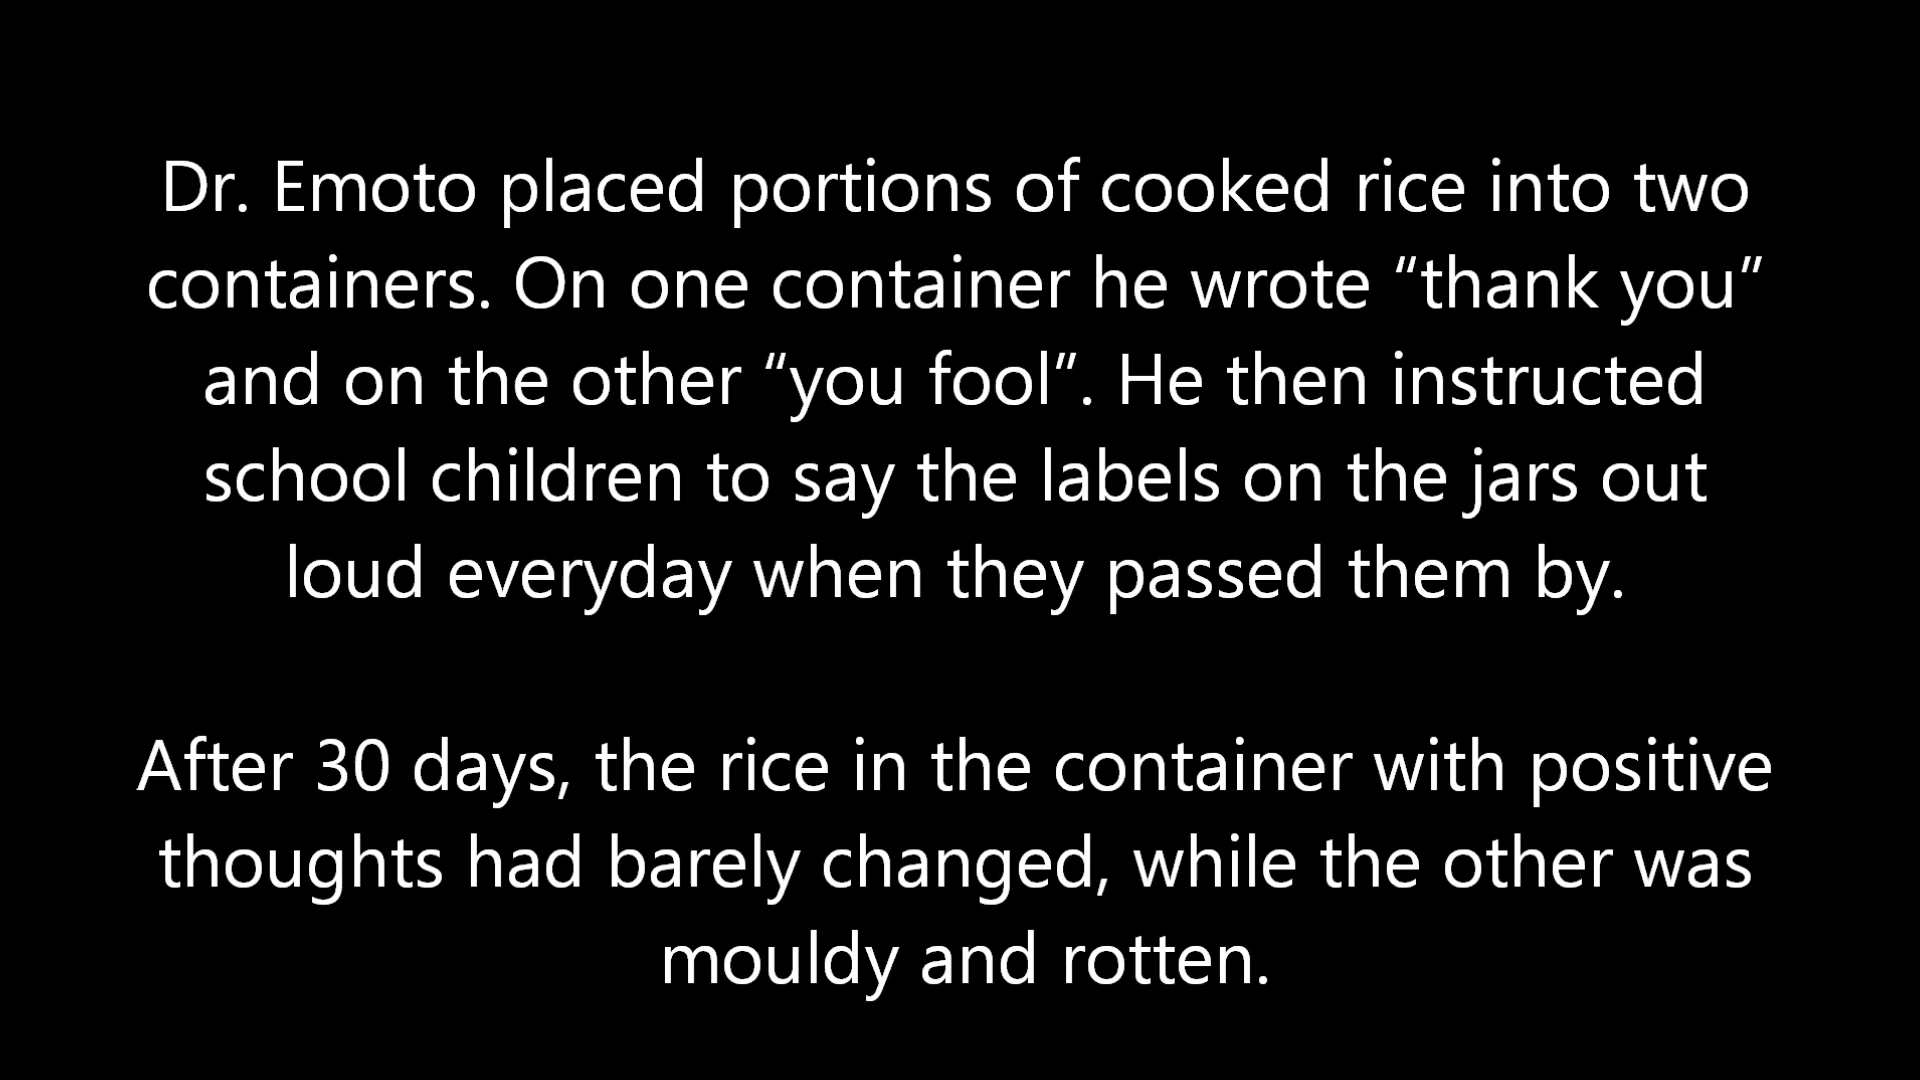 Dr. Emoto placed portions of cooked rice into two
containers. On one container he wrote “thank you”
and on the other “you fool”. He then instructed
school children to say the labels on the jars out
loud everyday when they passed them by.
After 30 days, the rice in the container with positive
thoughts had barely changed, while the other was
mouldy and rotten.